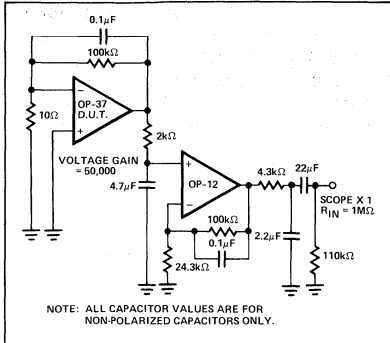 0.1μF
100kΩ
10Ω
−
+
OP-37
D.U.T.
2kΩ
VOLTAGE GAIN
= 50,000
4.7μF
+
−
OP-12
4.3kΩ
22μF
SCOPE X 1
RIN = 1MΩ
100kΩ
0.1μF
2.2μF
110kΩ
24.3kΩ
NOTE: ALL CAPACITOR VALUES ARE FOR
NON-POLARIZED CAPACITORS ONLY.